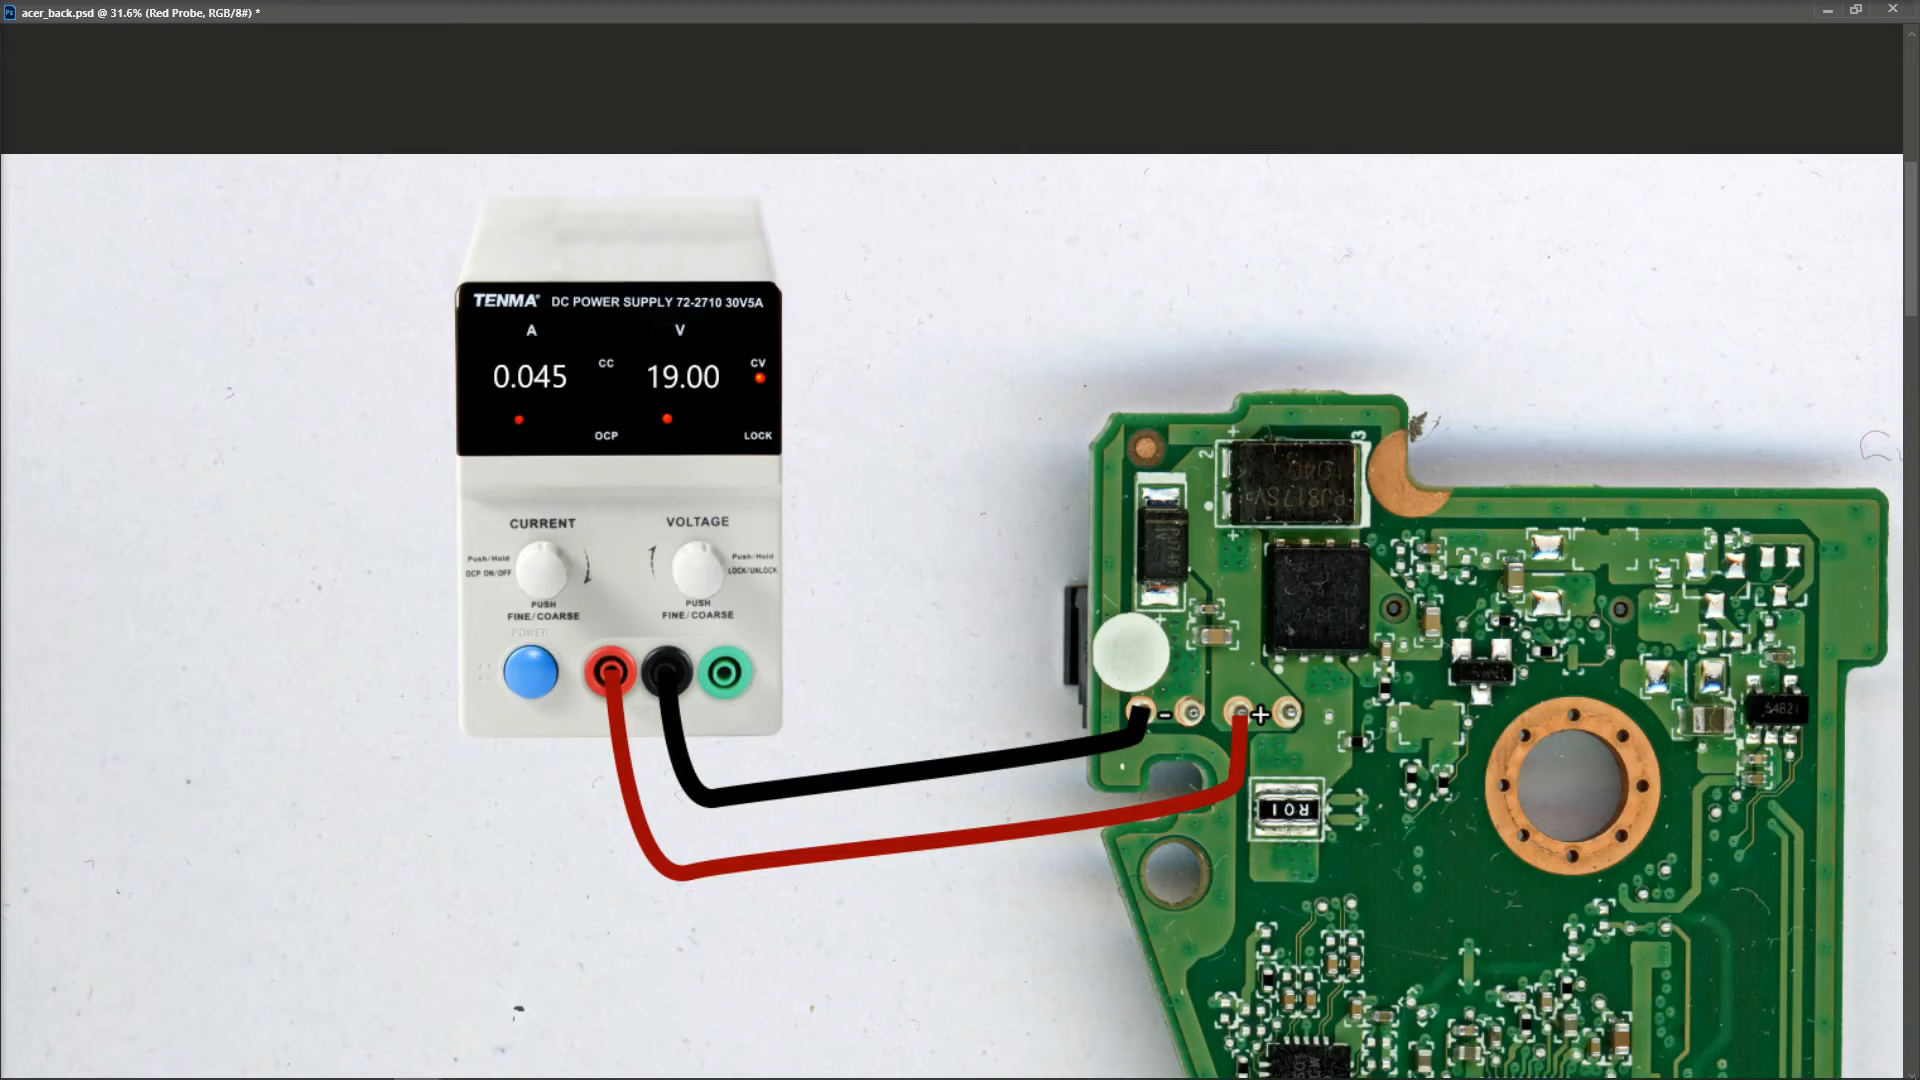 acer_back.psd @ 31.6% (Red Probe, RGB/8#) *
TENMA DC POWER SUPPLY 72-2710 30V5A
A V
0.045 CC 19.00 CV
OCP LOCK
CURRENT VOLTAGE
Push/Hold
OCP ON/OFF
Push/Hold
LOCK/UNLOCK
PUSH
FINE/COARSE
PUSH
FINE/COARSE
POWER
2
3
- +
R01